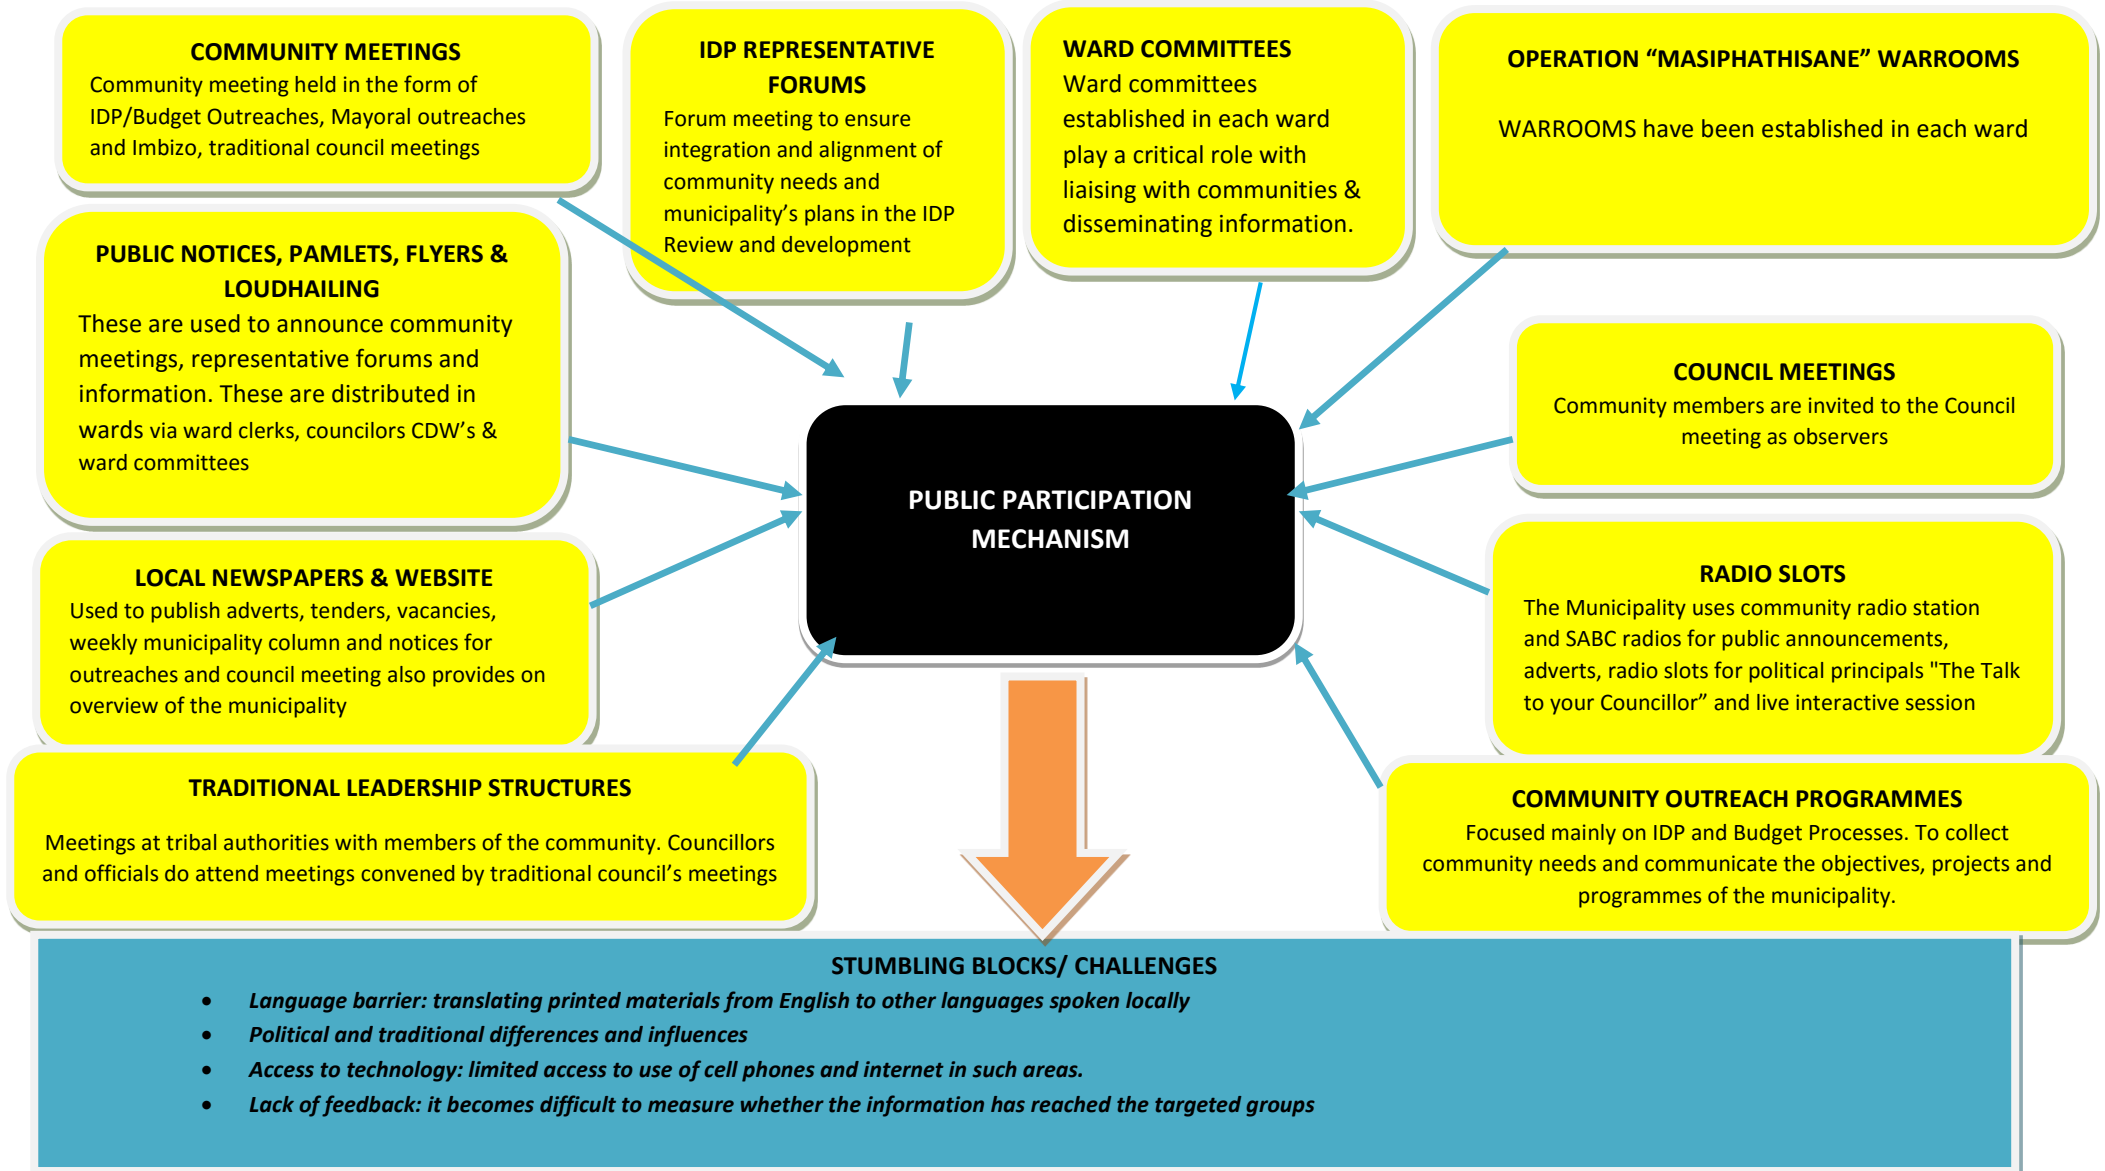 COMMUNITY MEETINGS
Community meeting held in the form of
IDP/Budget Outreaches, Mayoral outreaches
and Imbizo, traditional council meetings
IDP REPRESENTATIVE
FORUMS
Forum meeting to ensure
integration and alignment of
community needs and
municipality’s plans in the IDP
Review and development
WARD COMMITTEES
Ward committees
established in each ward
play a critical role with
liaising with communities &
disseminating information.
OPERATION “MASIPHATHISANE” WARROOMS
WARROOMS have been established in each ward
PUBLIC NOTICES, PAMLETS, FLYERS &
LOUDHAILING
These are used to announce community
meetings, representative forums and
information. These are distributed in
wards via ward clerks, councilors CDW’s &
ward committees
COUNCIL MEETINGS
Community members are invited to the Council
meeting as observers
PUBLIC PARTICIPATION
MECHANISM
LOCAL NEWSPAPERS & WEBSITE
Used to publish adverts, tenders, vacancies,
weekly municipality column and notices for
outreaches and council meeting also provides on
overview of the municipality
RADIO SLOTS
The Municipality uses community radio station
and SABC radios for public announcements,
adverts, radio slots for political principals "The Talk
to your Councillor” and live interactive session
TRADITIONAL LEADERSHIP STRUCTURES
Meetings at tribal authorities with members of the community. Councillors
and officials do attend meetings convened by traditional council’s meetings
COMMUNITY OUTREACH PROGRAMMES
Focused mainly on IDP and Budget Processes. To collect
community needs and communicate the objectives, projects and
programmes of the municipality.
STUMBLING BLOCKS/ CHALLENGES
• Language barrier: translating printed materials from English to other languages spoken locally
• Political and traditional differences and influences
• Access to technology: limited access to use of cell phones and internet in such areas.
• Lack of feedback: it becomes difficult to measure whether the information has reached the targeted groups